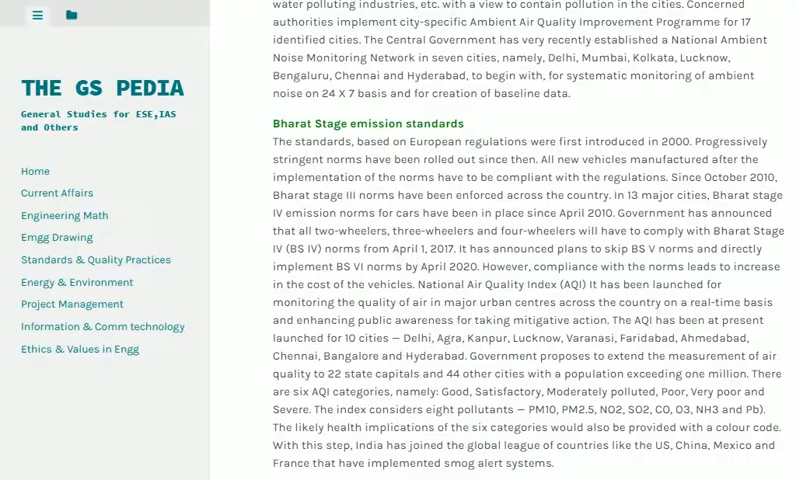 water polluting industries, etc. with a view to contain pollution in the cities. Concerned
authorities implement city-specific Ambient Air Quality Improvement Programme for 17
identified cities. The Central Government has very recently established a National Ambient
Noise Monitoring Network in seven cities, namely, Delhi, Mumbai, Kolkata, Lucknow,
Bengaluru, Chennai and Hyderabad, to begin with, for systematic monitoring of ambient
noise on 24 X 7 basis and for creation of baseline data.
THE GS PEDIA
General Studies for ESE,IAS
and Others
Home
Current Affairs
Engineering Math
Emgg Drawing
Standards & Quality Practices
Energy & Environment
Project Management
Information & Comm technology
Ethics & Values in Engg
Bharat Stage emission standards
The standards, based on European regulations were first introduced in 2000. Progressively
stringent norms have been rolled out since then. All new vehicles manufactured after the
implementation of the norms have to be compliant with the regulations. Since October 2010,
Bharat stage III norms have been enforced across the country. In 13 major cities, Bharat stage
IV emission norms for cars have been in place since April 2010. Government has announced
that all two-wheelers, three-wheelers and four-wheelers will have to comply with Bharat Stage
IV (BS IV) norms from April 1, 2017. It has announced plans to skip BS V norms and directly
implement BS VI norms by April 2020. However, compliance with the norms leads to increase
in the cost of the vehicles. National Air Quality Index (AQI) It has been launched for
monitoring the quality of air in major urban centres across the country on a real-time basis
and enhancing public awareness for taking mitigative action. The AQI has been at present
launched for 10 cities — Delhi, Agra, Kanpur, Lucknow, Varanasi, Faridabad, Ahmedabad,
Chennai, Bangalore and Hyderabad. Government proposes to extend the measurement of air
quality to 22 state capitals and 44 other cities with a population exceeding one million. There
are six AQI categories, namely: Good, Satisfactory, Moderately polluted, Poor, Very poor and
Severe. The index considers eight pollutants — PM10, PM2.5, NO2, SO2, CO, O3, NH3 and Pb).
The likely health implications of the six categories would also be provided with a colour code.
With this step, India has joined the global league of countries like the US, China, Mexico and
France that have implemented smog alert systems.